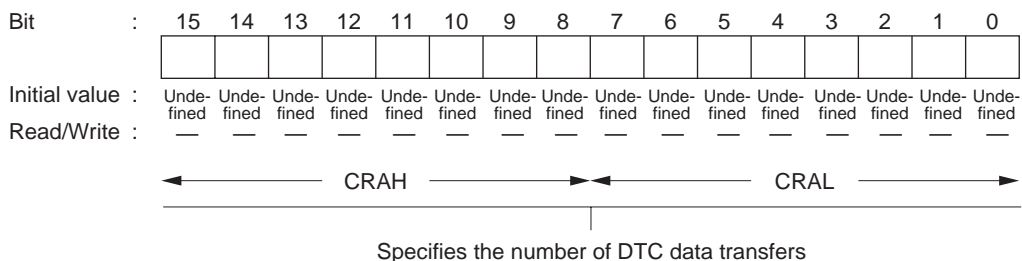 Bit : 15 14 13 12 11 10 9 8 7 6 5 4 3 2 1 0
Initial value : Unde- Unde- Unde- Unde- Unde- Unde- Unde- Unde- Unde- Unde- Unde- Unde- Unde- Unde- Unde- Unde-
fined fined fined fined fined fined fined fined fined fined fined fined fined fined fined fined
Read/Write : — — — — — — — — — — — — — — — —
CRAH CRAL
Specifies the number of DTC data transfers